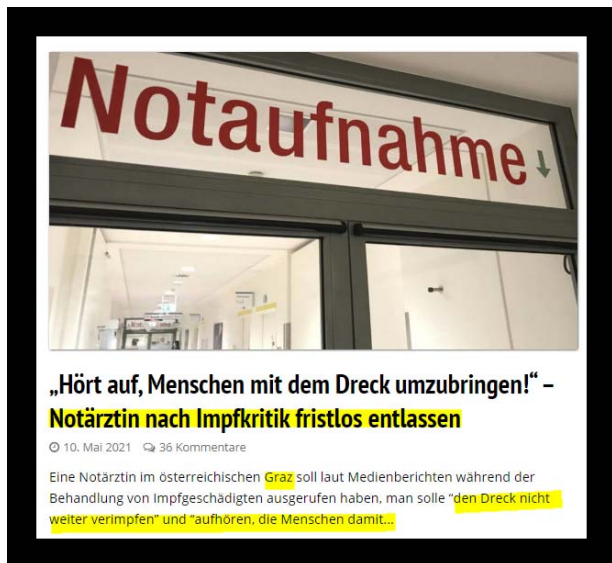 Notaufnahme ↓
„Hört auf, Menschen mit dem Dreck umzubringen!“ –
Notärztin nach Impfkritik fristlos entlassen
10. Mai 2021 36 Kommentare
Eine Notärztin im österreichischen Graz soll laut Medienberichten während der
Behandlung von Impfgeschädigten ausgerufen haben, man solle “den Dreck nicht
weiter verimpfen” und “aufhören, die Menschen damit...